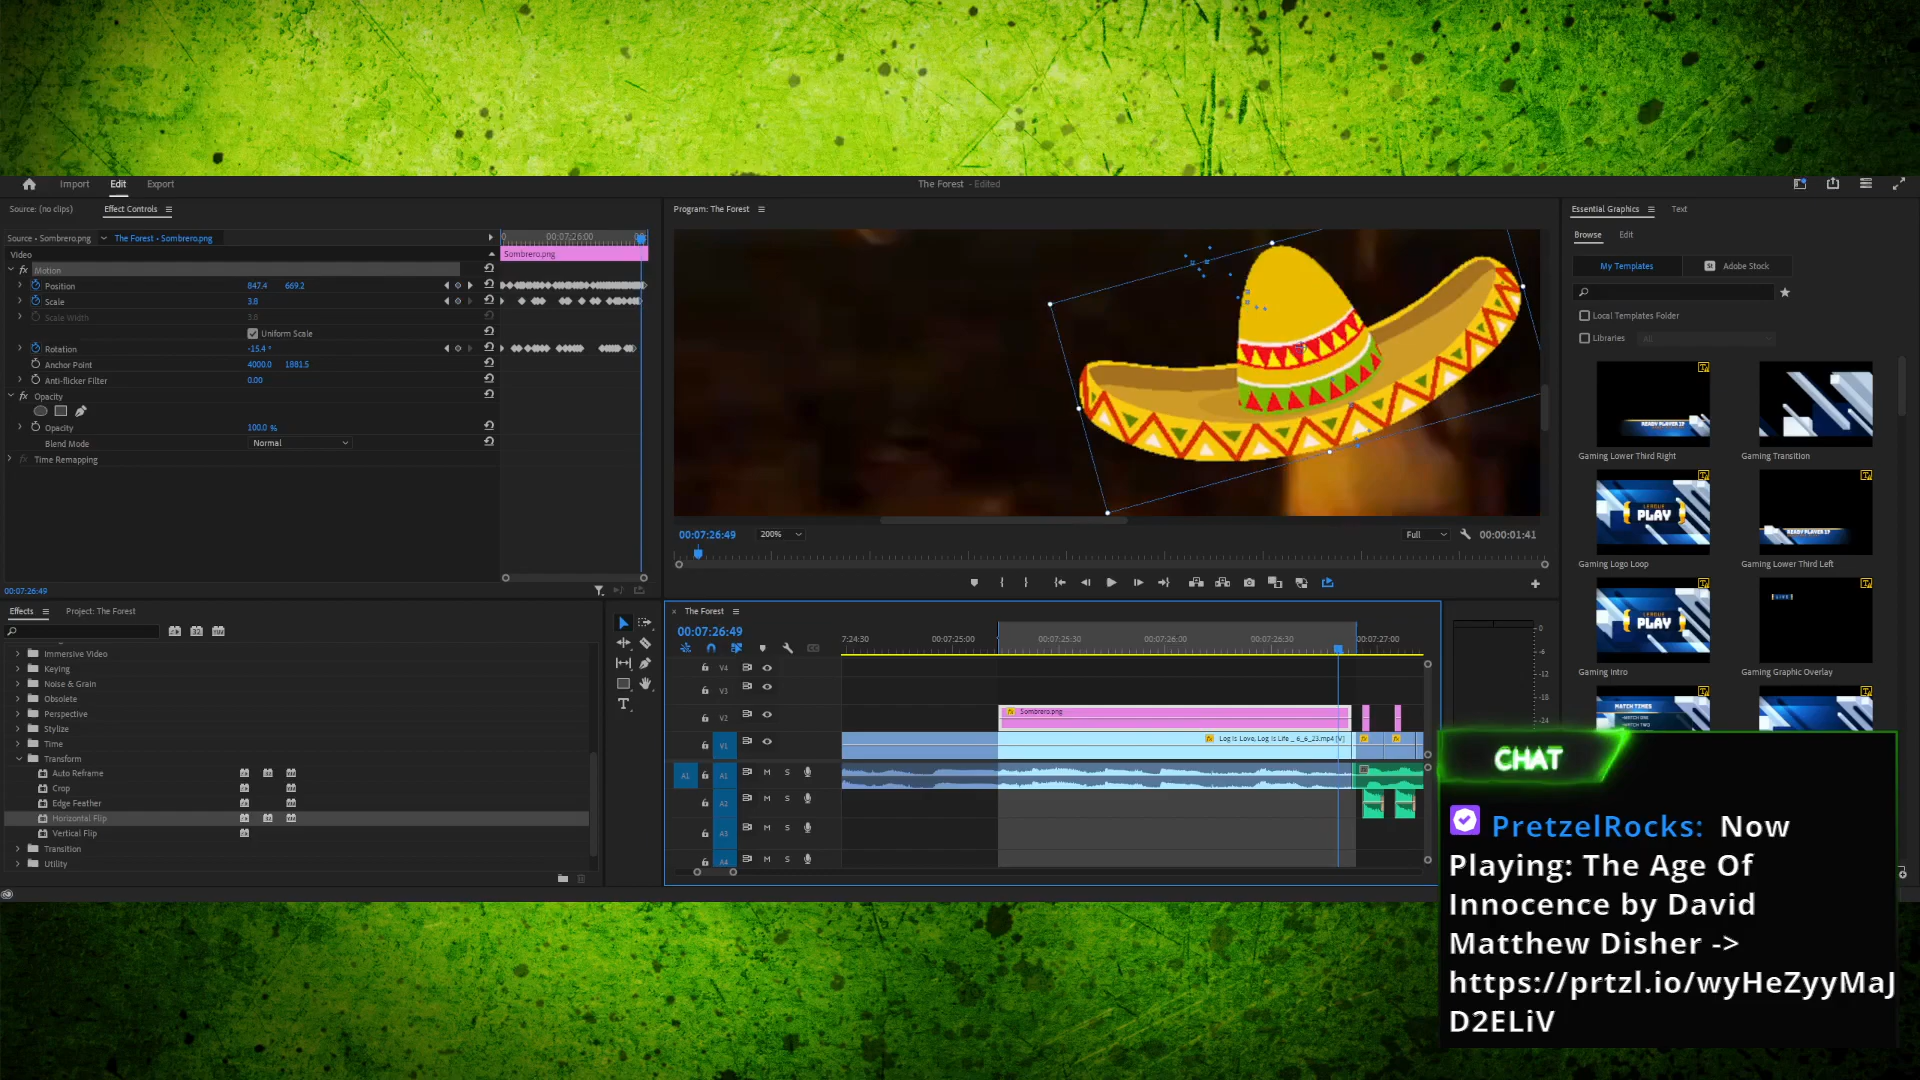 Import
Edit
Export
The Forest - Edited
Source: (no clips)
Effect Controls
Program: The Forest
Essential Graphics
Text
Source • Sombrero.png
The Forest • Sombrero.png
00:07:26:00
Browse
Edit
Video
Sombrero.png
Motion
My Templates
Adobe Stock
Position
847.4
669.2
Scale
3.8
Scale Width
3.8
Local Templates Folder
Uniform Scale
Libraries
All
Rotation
-15.4 °
Anchor Point
4000.0
1881.5
Anti-flicker Filter
0.00
Opacity
Opacity
100.0 %
Blend Mode
Normal
Time Remapping
Gaming Lower Third Right
Gaming Transition
00:07:26:49
200%
Full
00:00:01:41
PLAY
Gaming Logo Loop
Gaming Lower Third Left
00:07:26:49
Effects
Project: The Forest
The Forest
00:07:26:49
7:24:30
00:07:25:00
00:07:25:30
00:07:26:00
00:07:26:30
00:07:27:00
0
-6
-12
-18
-24
PLAY
Gaming Intro
Gaming Graphic Overlay
MATCH TIMES
Immersive Video
Keying
Noise & Grain
Obsolete
Perspective
Stylize
Time
Transform
Auto Reframe
Crop
Edge Feather
Horizontal Flip
Vertical Flip
Transition
Utility
V4
V3
V2
Sombrero.png
V1
Log Is Love, Log Is Life _ 6_6_23.mp4 [V]
A1
A1
M
S
A2
M
S
A3
M
S
A4
M
S
CHAT
PretzelRocks: Now
Playing: The Age Of
Innocence by David
Matthew Disher ->
https://prtzl.io/wyHeZyyMaJ
D2ELiV